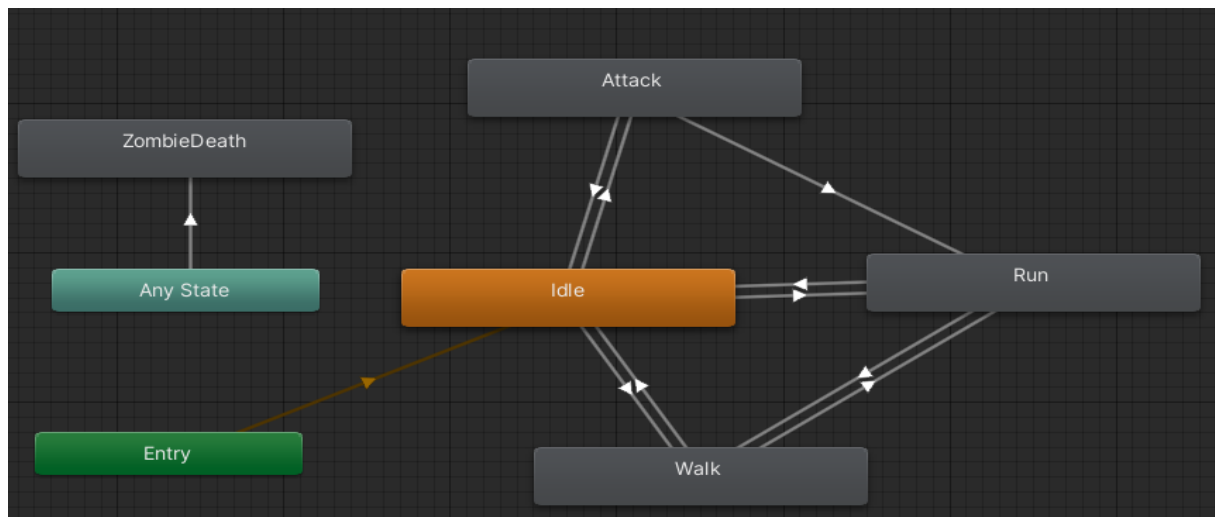 Attack
ZombieDeath
Any State
Idle
Run
Entry
Walk